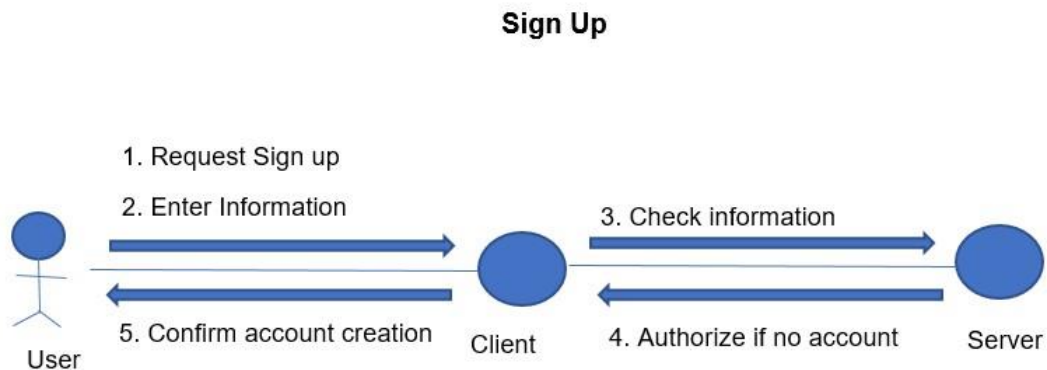 Sign Up
1. Request Sign up
2. Enter Information
3. Check information
5. Confirm account creation
4. Authorize if no account
User
Client
Server